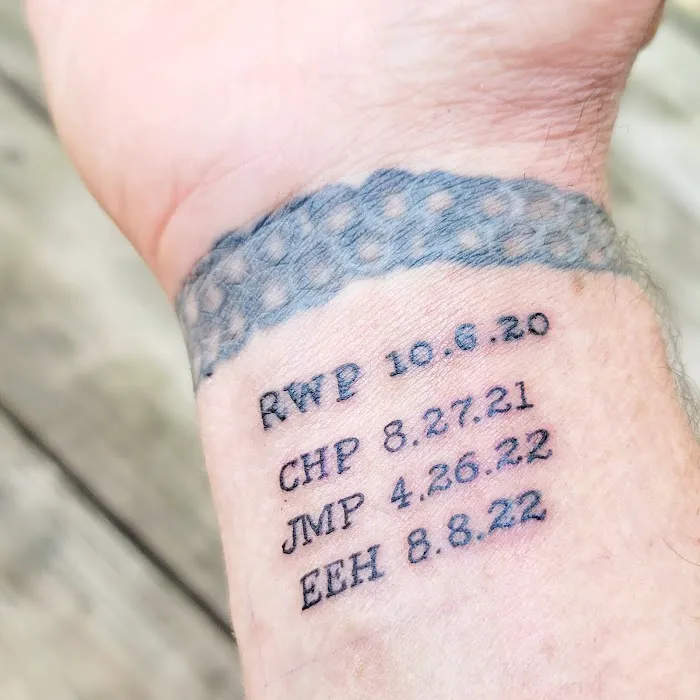 RWP 10.6.20
CHP 8.27.21
JMP 4.26.22
EEH 8.8.22